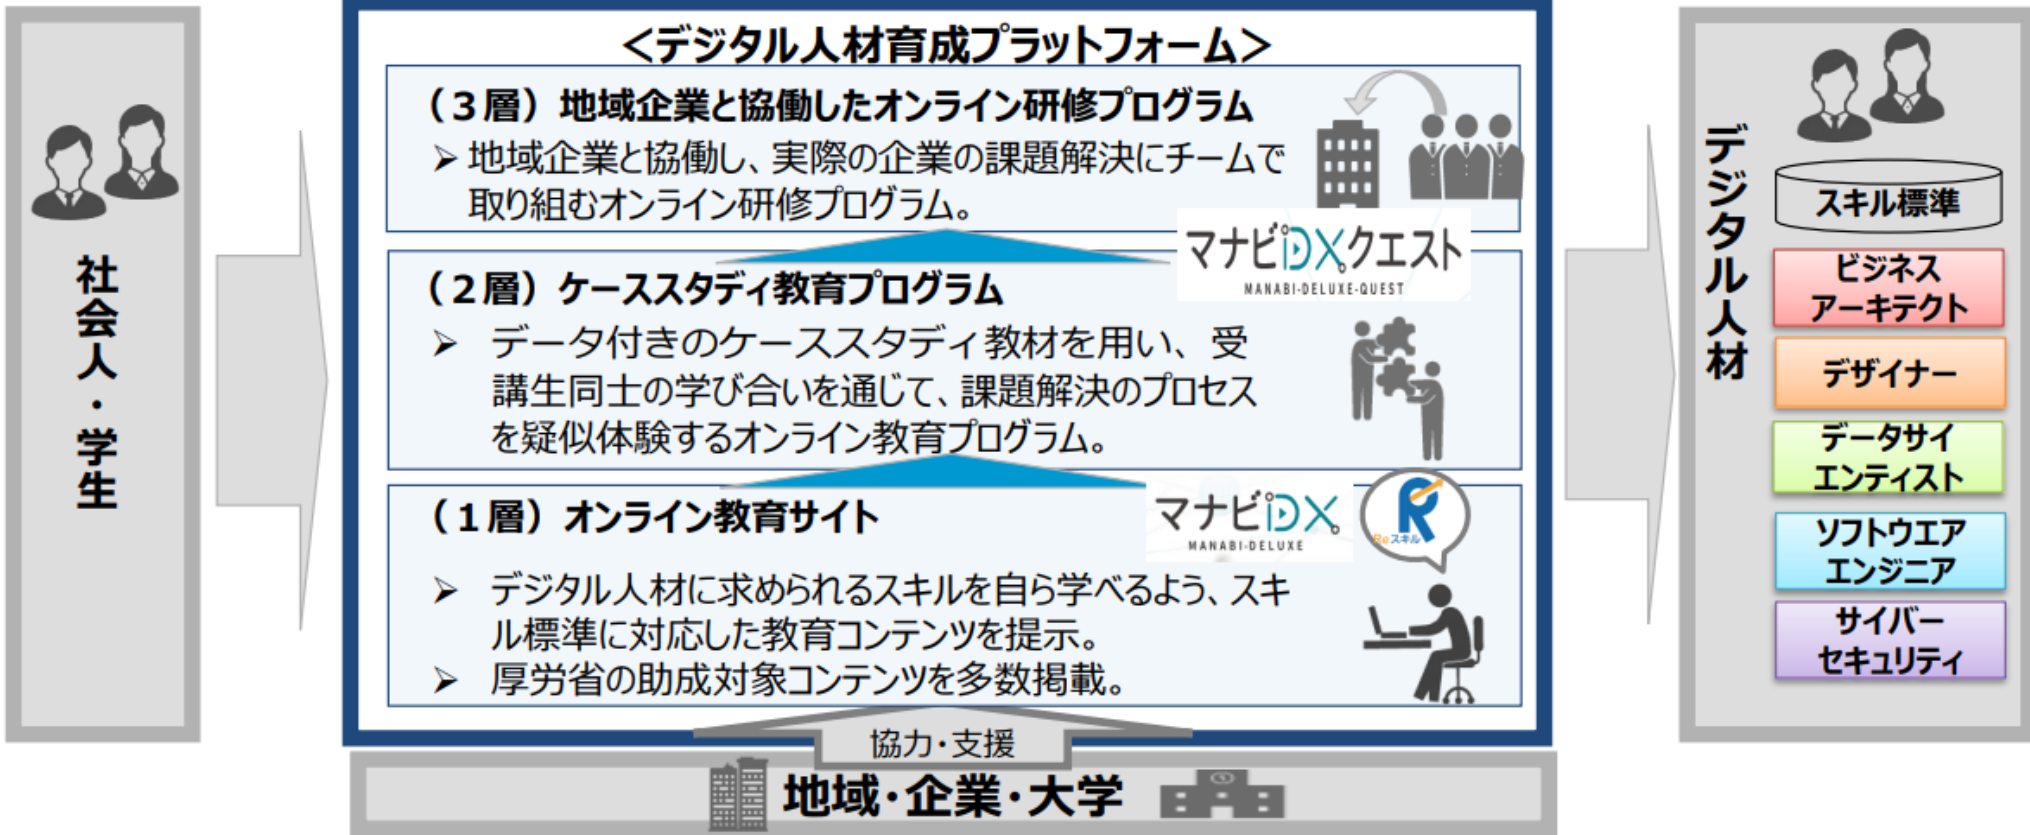 社会人・学生
<デジタル人材育成プラットフォーム>
（３層）地域企業と協働したオンライン研修プログラム
➢ 地域企業と協働し、実際の企業の課題解決にチームで
取り組むオンライン研修プログラム。
マナビDXクエスト
MANABI-DELUXE-QUEST
（２層）ケーススタディ教育プログラム
➢ データ付きのケーススタディ教材を用い、受
講生同士の学び合いを通じて、課題解決のプロセス
を疑似体験するオンライン教育プログラム。
（１層）オンライン教育サイト
マナビDX
MANABI-DELUXE
Reスキル
➢ デジタル人材に求められるスキルを自ら学べるよう、スキ
ル標準に対応した教育コンテンツを提示。
➢ 厚労省の助成対象コンテンツを多数掲載。
協力・支援
地域・企業・大学
デジタル人材
スキル標準
ビジネス
アーキテクト
デザイナー
データサイ
エンティスト
ソフトウエア
エンジニア
サイバー
セキュリティ